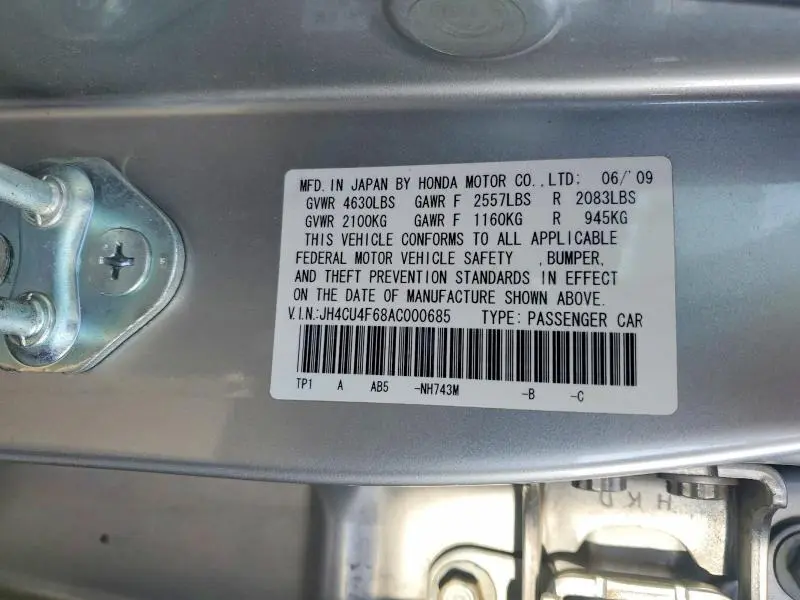 MFD. IN JAPAN BY HONDA MOTOR CO., LTD: 06/'09
GVWR 4630LBS GAWR F 2557LBS R 2083LBS
GVWR 2100KG GAWR F 1160KG R 945KG
THIS VEHICLE CONFORMS TO ALL APPLICABLE
FEDERAL MOTOR VEHICLE SAFETY ,BUMPER,
AND THEFT PREVENTION STANDARDS IN EFFECT
ON THE DATE OF MANUFACTURE SHOWN ABOVE.
V.I.N.:JH4CU4F68AC000685 TYPE: PASSENGER CAR
TP1 A AB5 -NH743M -B -C
HKD